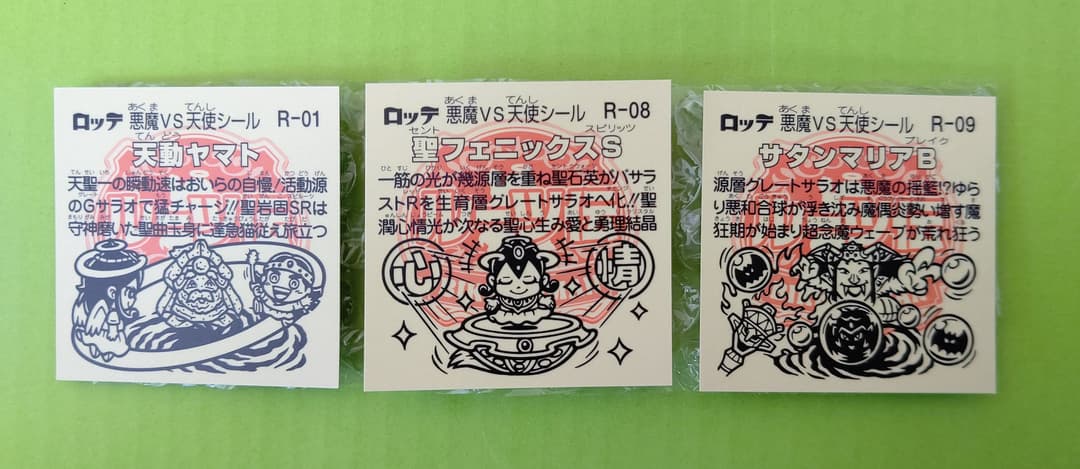 ロッテ 悪魔VS天使シール R-01
天動ヤマト
天聖一の瞬動速はおいらの自慢!活動源
のGサラオで猛チャージ!!聖岩固SRは
守神磨いた聖曲玉身に達急猫従え旅立つ
ロッテ 悪魔VS天使シール R-08
聖フェニックスS
一筋の光が幾源層を重ね聖石英がバサラ
ストRを生育層グレートサラオへ化!!聖
潤心情光が次なる聖心生み愛と勇理結晶
心 情
ロッテ 悪魔VS天使シール R-09
サタンマリアB
源層グレートサラオは悪魔の揺籃!?ゆら
り悪和合球が浮き沈み魔偶炎勢い増す魔
狂期が始まり超念魔ウェーブが荒れ狂う